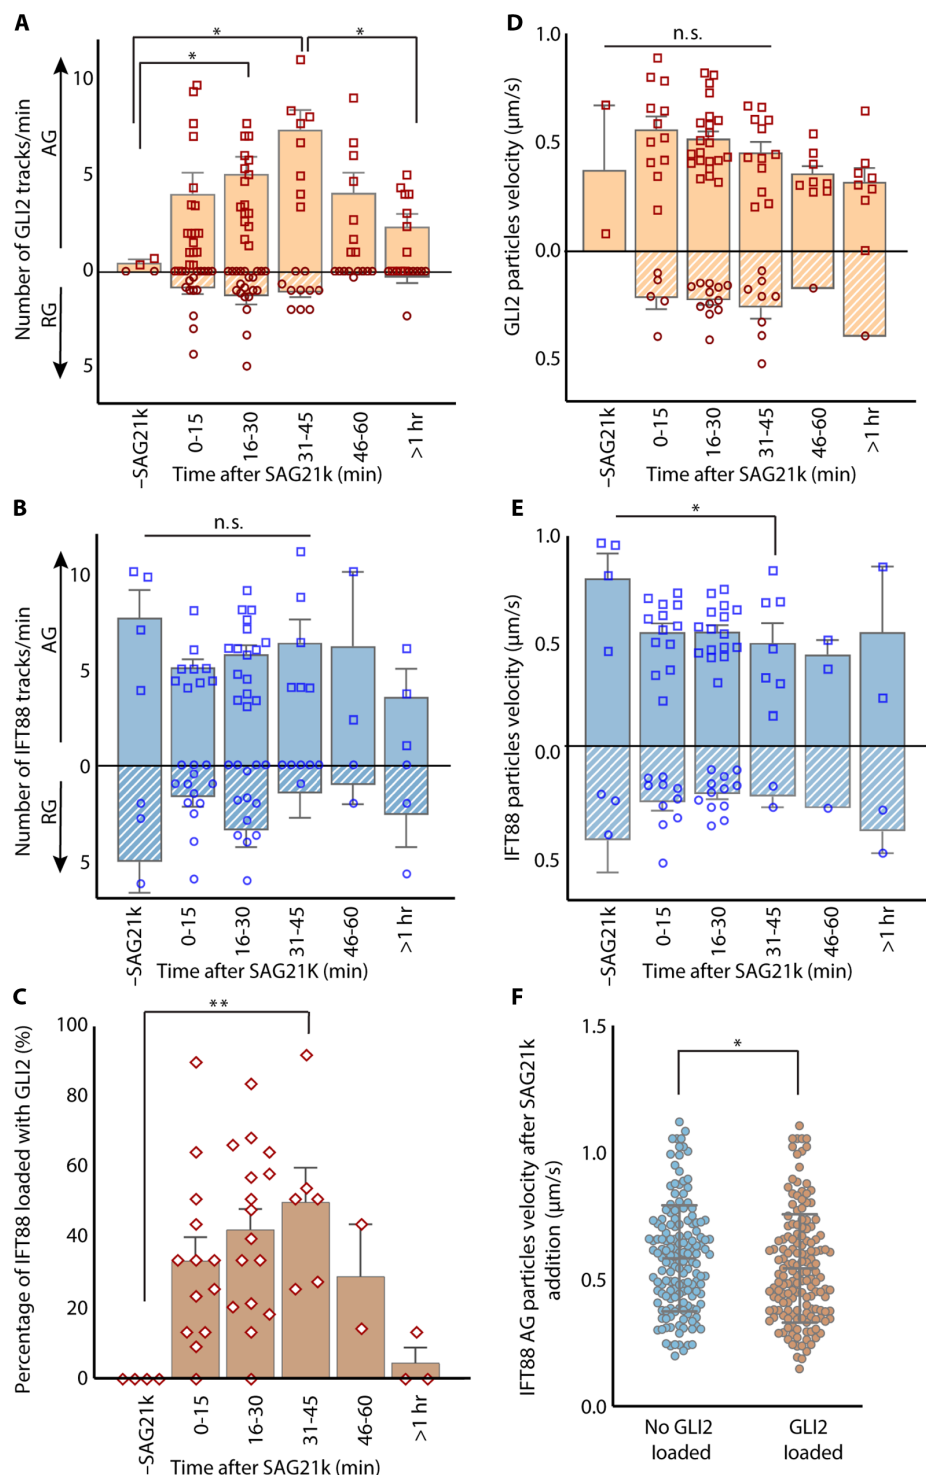 A
Number of GLI2 tracks/min
AG
RG
10
5
0
5
*
*
*
–SAG21k
0-15
16-30
31-45
46-60
>1 hr
Time after SAG21k (min)
D
GLI2 particles velocity (µm/s)
1.0
0.5
0.0
0.5
n.s.
–SAG21k
0-15
16-30
31-45
46-60
>1 hr
Time after SAG21k (min)
B
Number of IFT88 tracks/min
AG
RG
10
5
0
5
n.s.
–SAG21k
0-15
16-30
31-45
46-60
>1 hr
Time after SAG21K (min)
E
IFT88 particles velocity (µm/s)
1.0
0.5
0.0
0.5
*
–SAG21k
0-15
16-30
31-45
46-60
>1 hr
Time after SAG21k (min)
C
Percentage of IFT88 loaded with GLI2 (%)
100
80
60
40
20
0
**
–SAG21k
0-15
16-30
31-45
46-60
>1 hr
Time after SAG21k (min)
F
IFT88 AG particles velocity after SAG21k
addition (µm/s)
1.5
1.0
0.5
0.0
*
No GLI2
loaded
GLI2
loaded